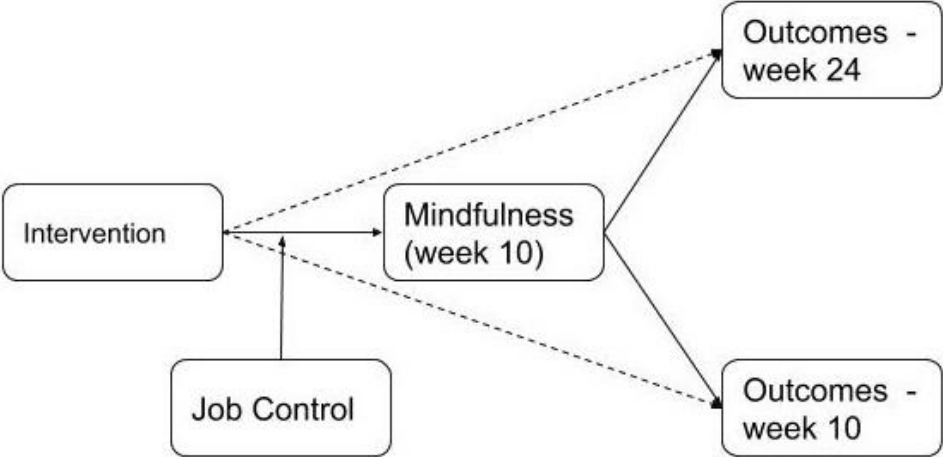 Outcomes -
week 24
Intervention
Mindfulness
(week 10)
Job Control
Outcomes -
week 10